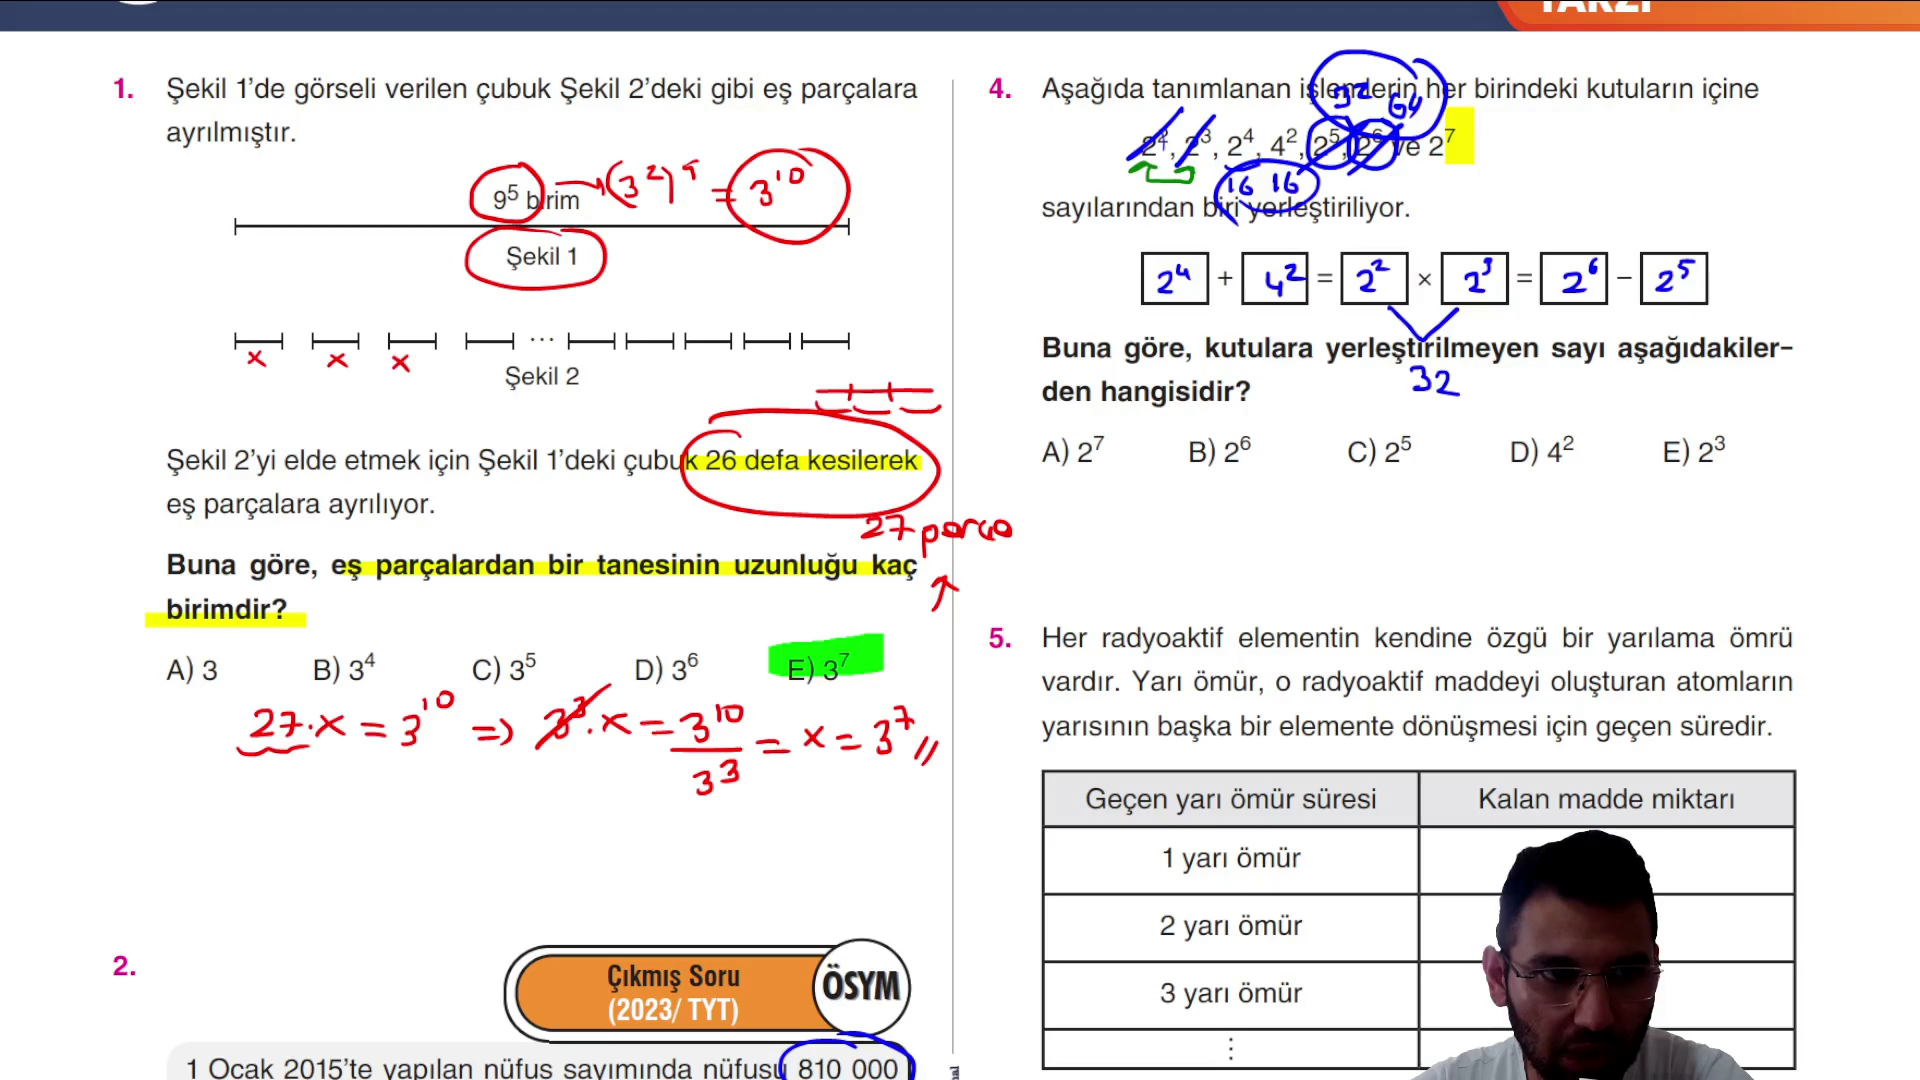 TARZI
1. Şekil 1'de görseli verilen çubuk Şekil 2'deki gibi eş parçalara
ayrılmıştır.
9⁵ birim → (3²)⁵ = 3¹⁰
Şekil 1
x x x ...
Şekil 2
Şekil 2'yi elde etmek için Şekil 1'deki çubuk 26 defa kesilerek
eş parçalara ayrılıyor.
27 parça
Buna göre, eş parçalardan bir tanesinin uzunluğu kaç
birimdir?
A) 3 B) 3⁴ C) 3⁵ D) 3⁶ E) 3⁷
27·x = 3¹⁰ ⇒ 3³·x = 3¹⁰/3³ = x = 3⁷ //
2. Çıkmış Soru
(2023/ TYT)
ÖSYM
1 Ocak 2015'te yapılan nüfus sayımında nüfusu 810 000
4. Aşağıda tanımlanan işlemlerin her birindeki kutuların içine
32 64
2², 2³, 2⁴, 4², 2⁵, 2⁶ ve 2⁷
16 16
sayılarından biri yerleştiriliyor.
2⁴ + 4² = 2² × 2³ = 2⁶ − 2⁵
32
Buna göre, kutulara yerleştirilmeyen sayı aşağıdakiler-
den hangisidir?
A) 2⁷ B) 2⁶ C) 2⁵ D) 4² E) 2³
5. Her radyoaktif elementin kendine özgü bir yarılama ömrü
vardır. Yarı ömür, o radyoaktif maddeyi oluşturan atomların
yarısının başka bir elemente dönüşmesi için geçen süredir.
Geçen yarı ömür süresi Kalan madde miktarı
1 yarı ömür
2 yarı ömür
3 yarı ömür
⋮